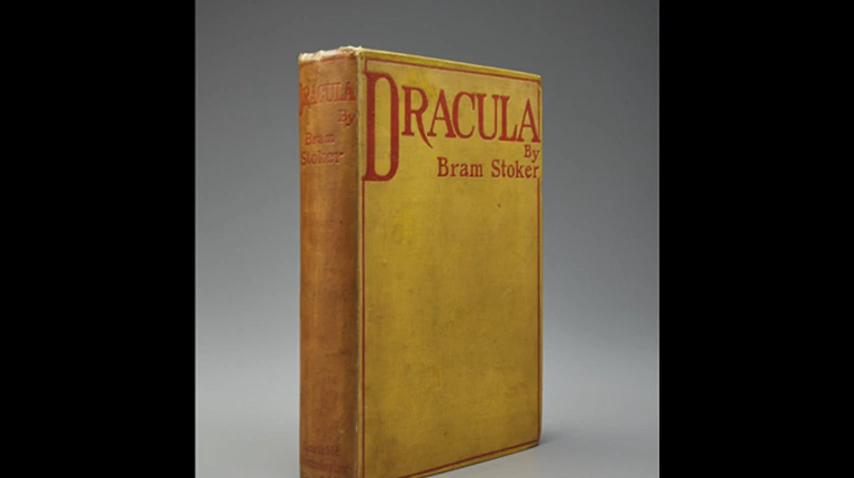 DRACULA
By
Bram
Stoker
DRACULA
By
Bram Stoker